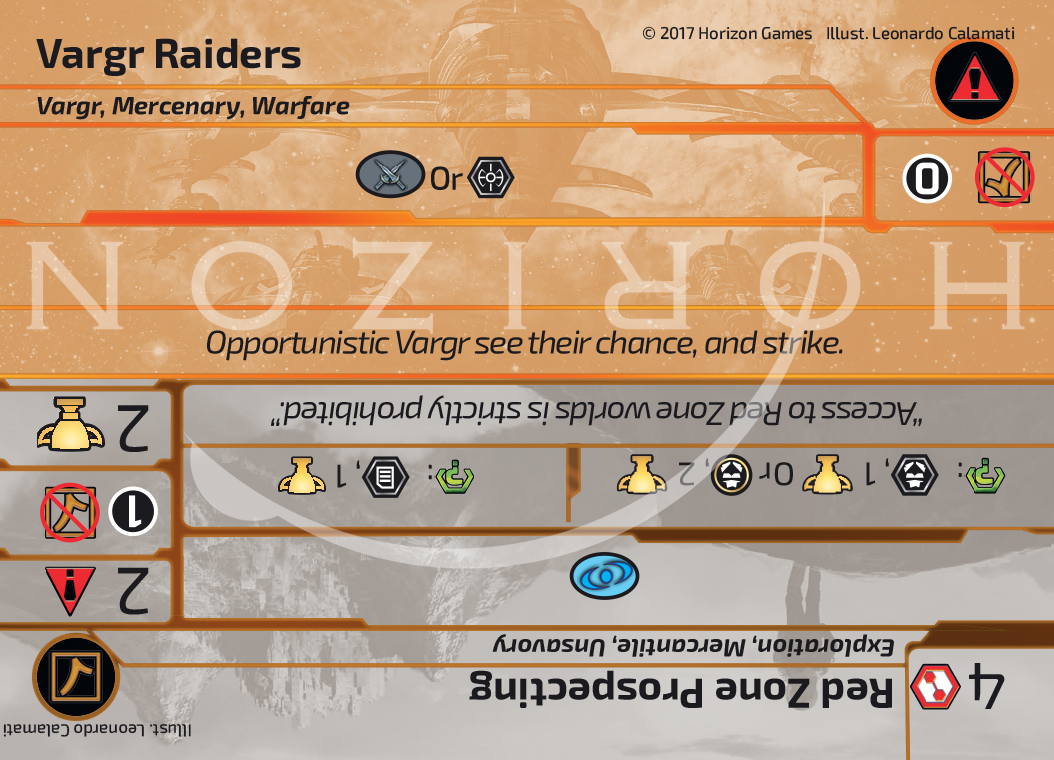 © 2017 Horizon Games Illust. Leonardo Calamati
Vargr Raiders
Vargr, Mercenary, Warfare
Or
0
HORIZON
Opportunistic Vargr see their chance, and strike.
4
Red Zone Prospecting
Illust. Leonardo Calamati
Exploration, Mercantile, Unsavory
2
1
: , 1 Or , 2
: , 1
2
"Access to Red Zone worlds is strictly prohibited."